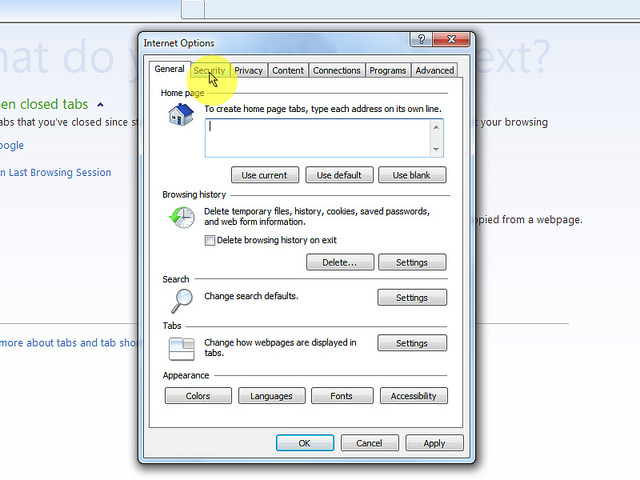 hat do y
ext?
Internet Options
?
General Security Privacy Content Connections Programs Advanced
en closed tabs
abs that you've closed since st
your browsing
oogle
n Last Browsing Session
opied from a webpage.
more about tabs and tab sho
Home page
To create home page tabs, type each address on its own line.
Use current Use default Use blank
Browsing history
Delete temporary files, history, cookies, saved passwords,
and web form information.
Delete browsing history on exit
Delete... Settings
Search
Change search defaults. Settings
Tabs
Change how webpages are displayed in
tabs.
Settings
Appearance
Colors Languages Fonts Accessibility
OK Cancel Apply